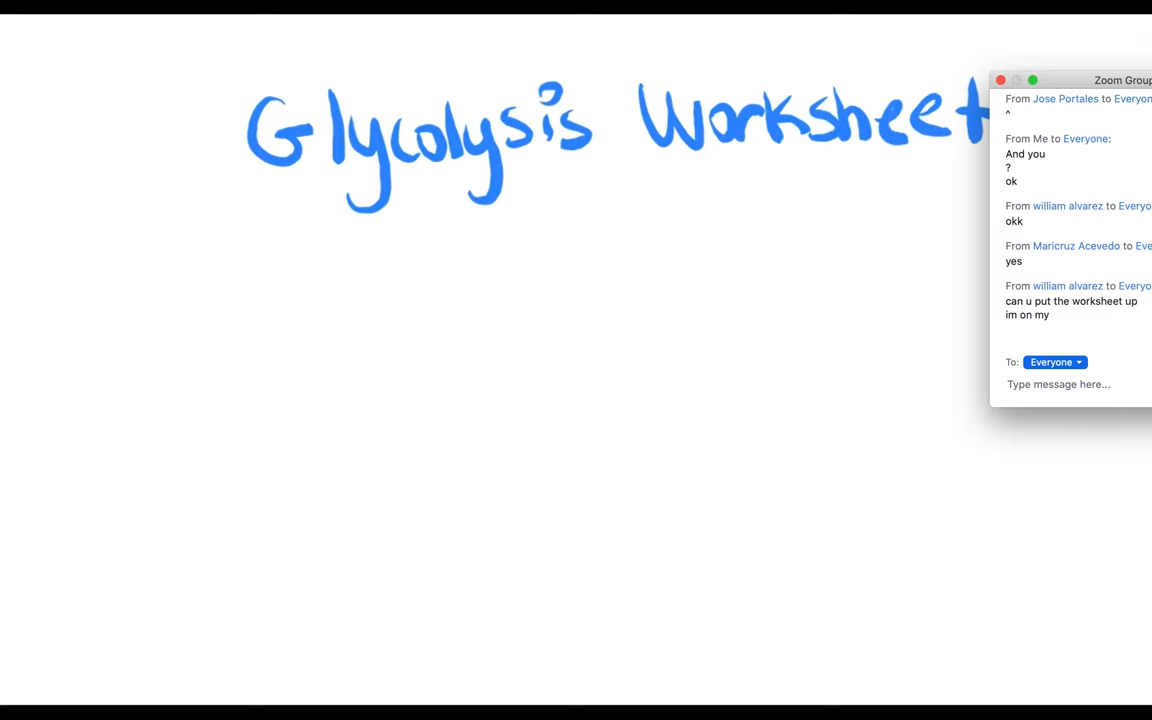 Glycolysis Worksheet
Zoom Group
From Jose Portales to Everyon
^
From Me to Everyone:
And you
?
ok
From william alvarez to Everyo
okk
From Maricruz Acevedo to Eve
yes
From william alvarez to Everyo
can u put the worksheet up
im on my
To: Everyone
Type message here...